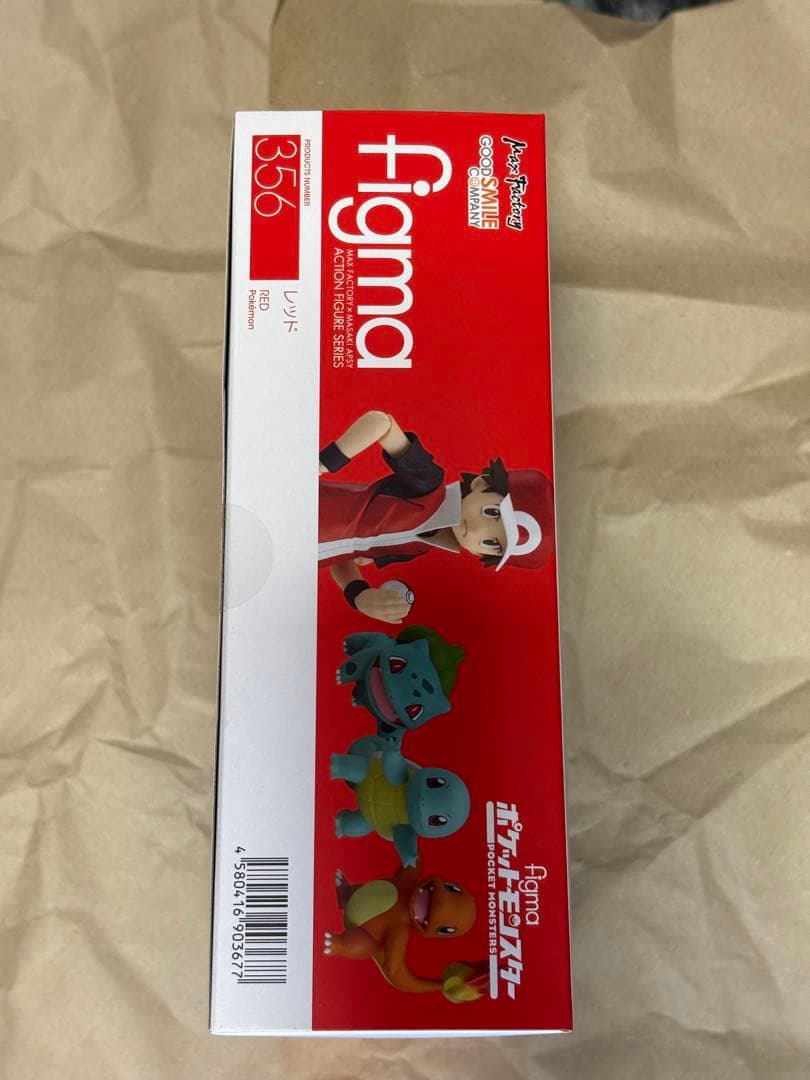 Max Factory
GOOD SMILE
COMPANY
figma
MAX FACTORY × MASAKI APSY
ACTION FIGURE SERIES
PRODUCTS NUMBER
356
レッド
RED
Pokémon
figma
ポケットモンスター
POCKET MONSTERS
4 580416 903677